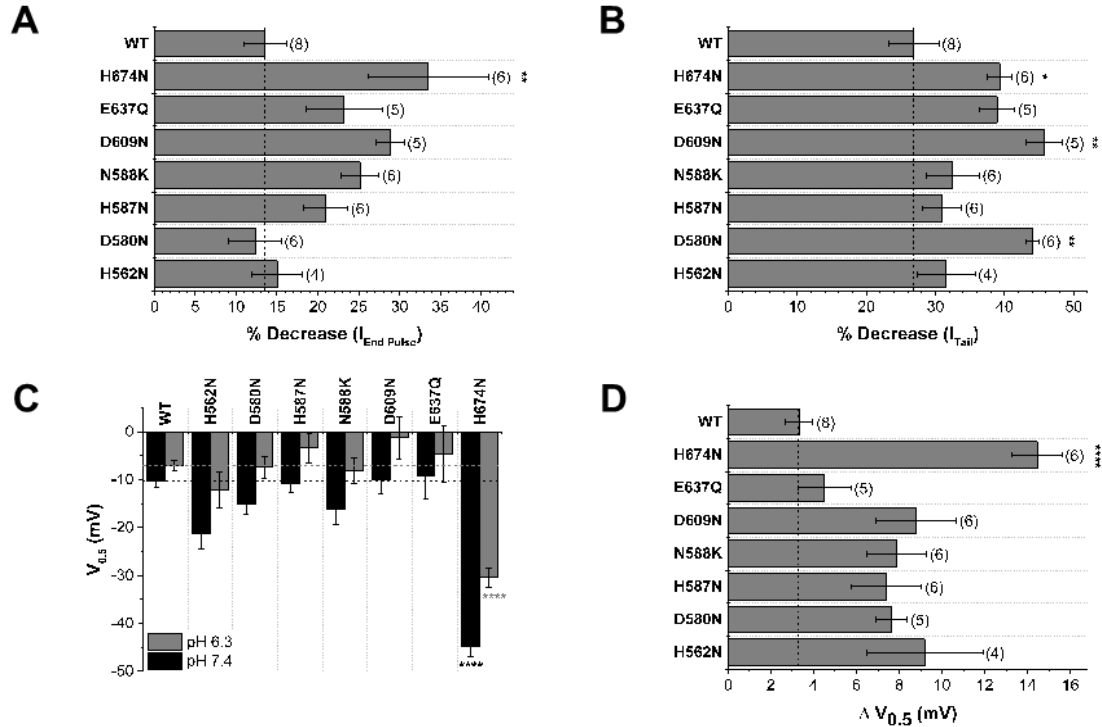 A
WT (8)
H674N (6) **
E637Q (5)
D609N (5)
N588K (6)
H587N (6)
D580N (6)
H562N (4)
0 5 10 15 20 25 30 35 40
% Decrease (I End Pulse)
B
WT (8)
H674N (6) *
E637Q (5)
D609N (5) **
N588K (6)
H587N (6)
D580N (6) **
H562N (4)
0 10 20 30 40 50
% Decrease (I Tail)
C
WT H562N D580N H587N N588K D609N E637Q H674N
0
-10
-20
-30
-40
-50
V0.5 (mV)
****
****
pH 6.3
pH 7.4
D
WT (8)
H674N (6) ****
E637Q (5)
D609N (6)
N588K (6)
H587N (6)
D580N (5)
H562N (4)
0 2 4 6 8 10 12 14 16
Δ V0.5 (mV)